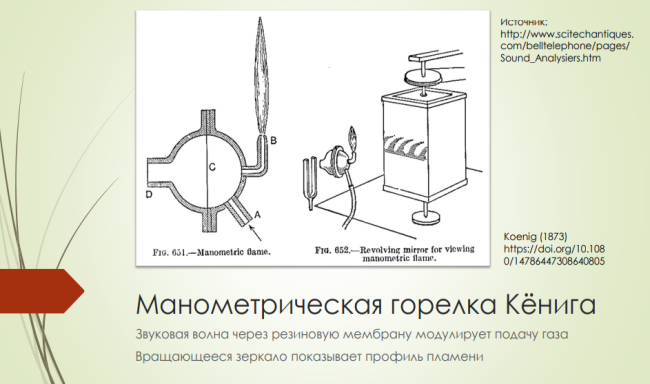 Источник:
http://www.scitechantiques.
com/belltelephone/pages/
Sound_Analysiers.htm
B
C
D
A
FIG. 651.—Manometric flame.
FIG. 652.—Revolving mirror for viewing
manometric flame.
Koenig (1873)
https://doi.org/10.108
0/14786447308640805
Манометрическая горелка Кёнига
Звуковая волна через резиновую мембрану модулирует подачу газа
Вращающееся зеркало показывает профиль пламени